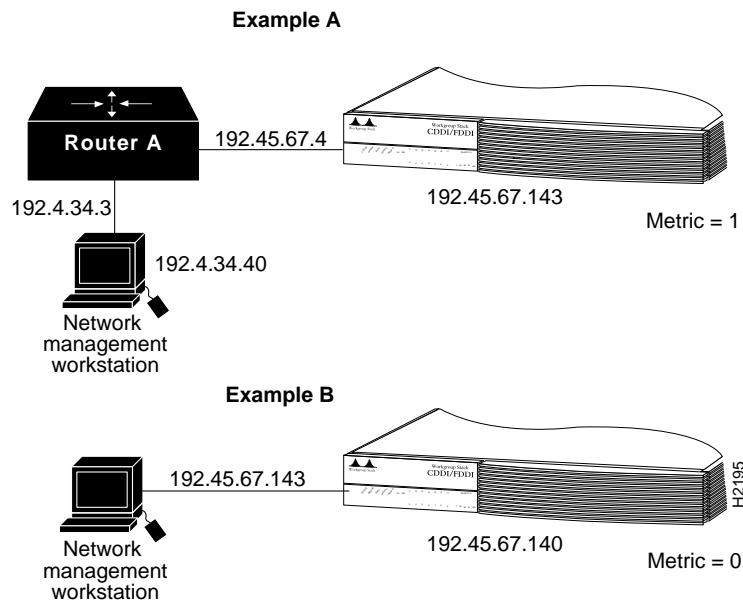 Example A
Router A
192.45.67.4
Workgroup Stack
CDDI/FDDI
192.45.67.143
Metric = 1
192.4.34.3
192.4.34.40
Network
management
workstation
Example B
192.45.67.143
Workgroup Stack
CDDI/FDDI
192.45.67.140
Metric = 0
Network
management
workstation
H2195